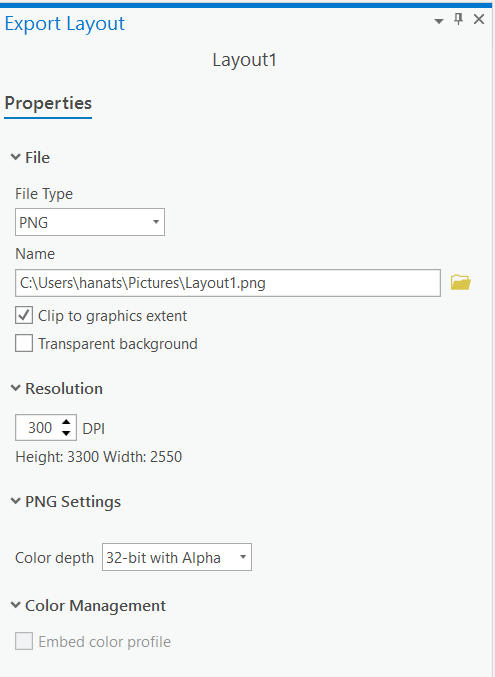 Export Layout
Layout1
Properties
File
File Type
PNG
Name
C:\Users\hanats\Pictures\Layout1.png
Clip to graphics extent
Transparent background
Resolution
300 DPI
Height: 3300 Width: 2550
PNG Settings
Color depth 32-bit with Alpha
Color Management
Embed color profile